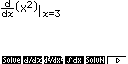 d/dx(x²)|x=3
Solve d/dx d²/dx² ∫dx SolvN ▷